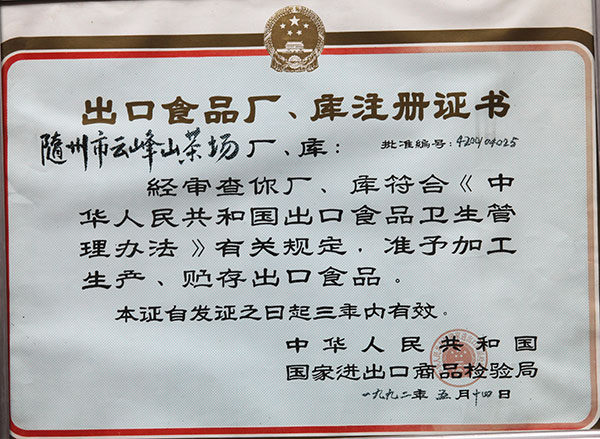 出口食品厂、库注册证书
随州市云峰山茶场厂、库:
批准编号:4200/04025
经审查你厂、库符合《中
华人民共和国出口食品卫生管
理办法》有关规定,准予加工
生产、贮存出口食品。
本证自发证之日起三年内有效。
中华人民共和国
国家进出口商品检验局
一九九二年五月十四日